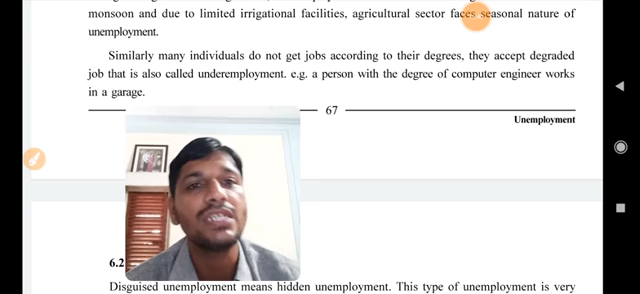 monsoon and due to limited irrigational facilities, agricultural sector faces seasonal nature of
unemployment.
Similarly many individuals do not get jobs according to their degrees, they accept degraded
job that is also called underemployment. e.g. a person with the degree of computer engineer works
in a garage.
67
Unemployment
6.2
Disguised unemployment means hidden unemployment. This type of unemployment is very